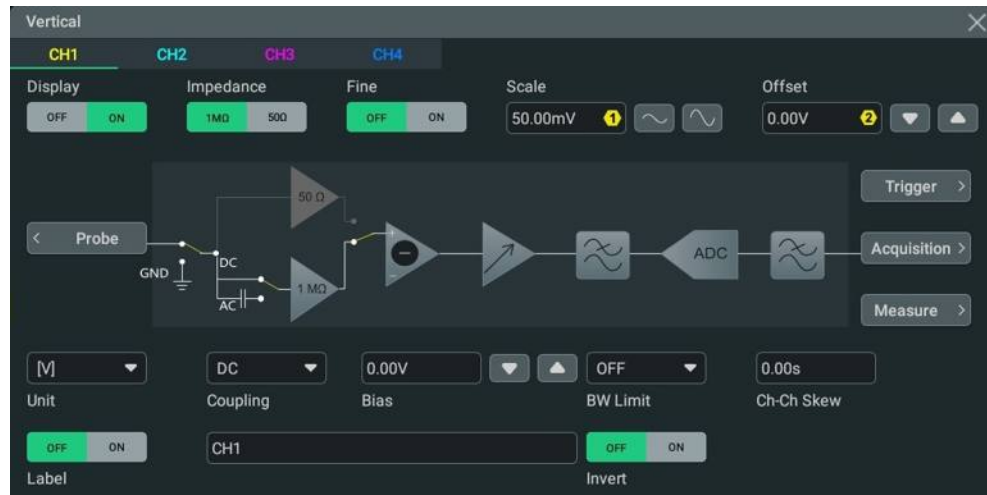 Vertical
CH1 CH2 CH3 CH4
Display Impedance Fine Scale Offset
OFF ON 1MΩ 50Ω OFF ON 50.00mV 1 0.00V 2
50 Ω
Trigger >
< Probe
DC
GND
ADC
Acquisition >
1 MΩ
AC
Measure >
[V] DC 0.00V OFF 0.00s
Unit Coupling Bias BW Limit Ch-Ch Skew
OFF ON CH1 OFF ON
Label Invert